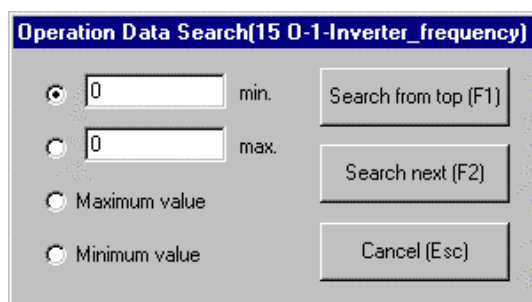 Operation Data Search(15 O-1-Inverter_frequency)
0 min. Search from top (F1)
0 max.
Search next (F2)
Maximum value
Minimum value Cancel (Esc)